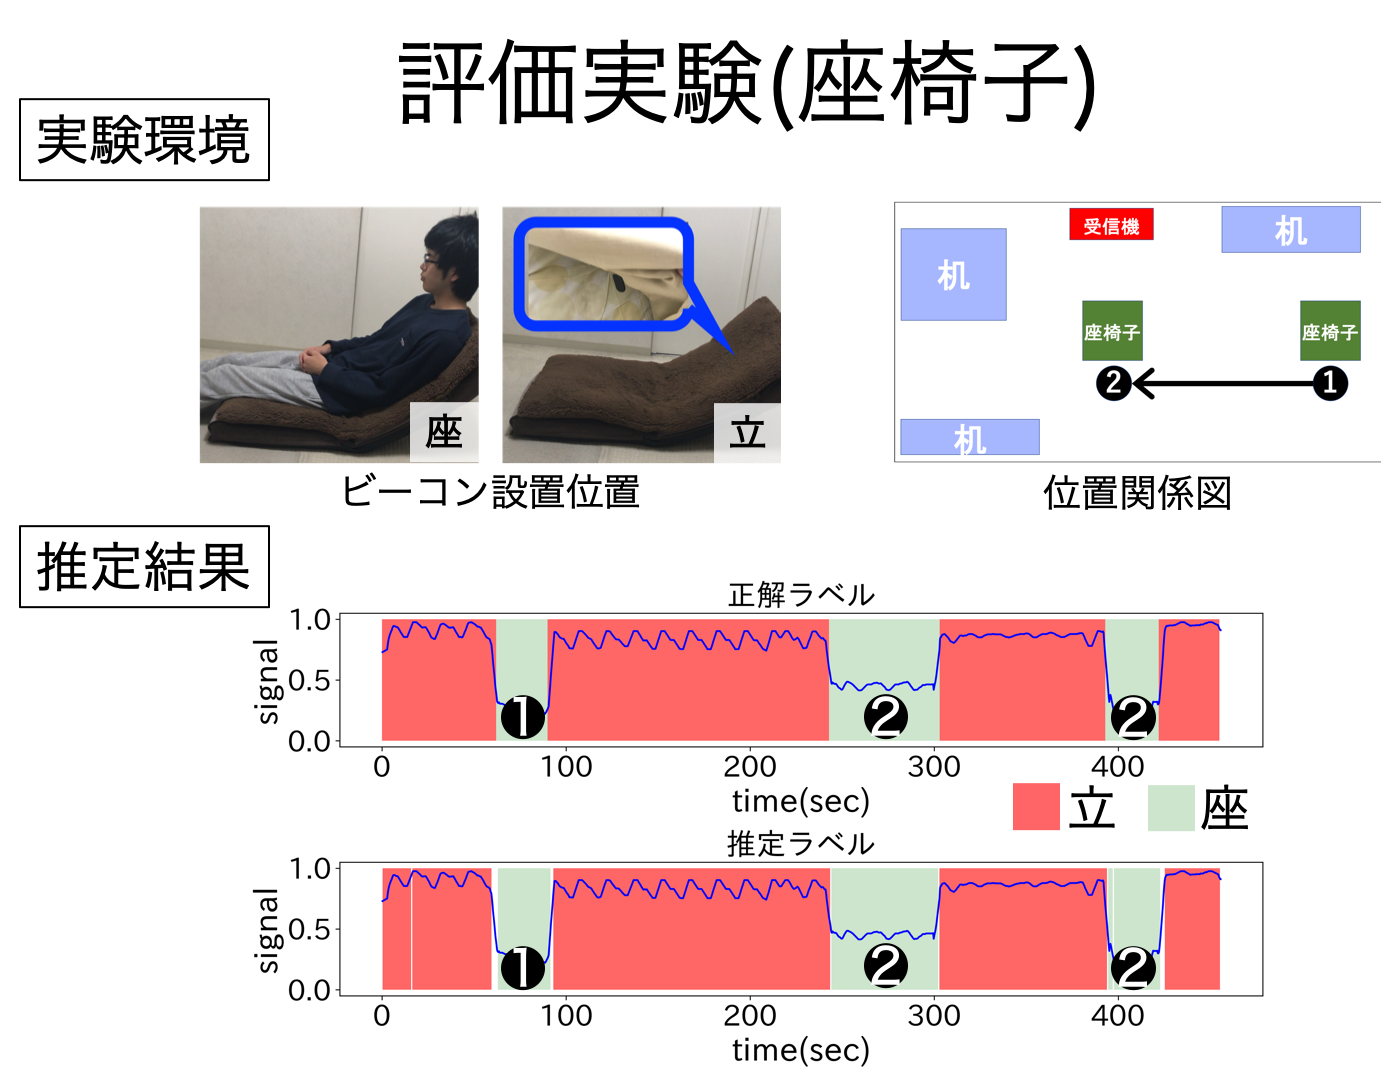 評価実験(座椅子)
実験環境
座
立
ビーコン設置位置
受信機
机
机
座椅子
座椅子
❷
❶
机
位置関係図
推定結果
正解ラベル
signal
1.0
0.5
0.0
❶
❷
❷
0
100
200
300
400
time(sec)
立
座
推定ラベル
signal
1.0
0.5
0.0
❶
❷
❷
0
100
200
300
400
time(sec)